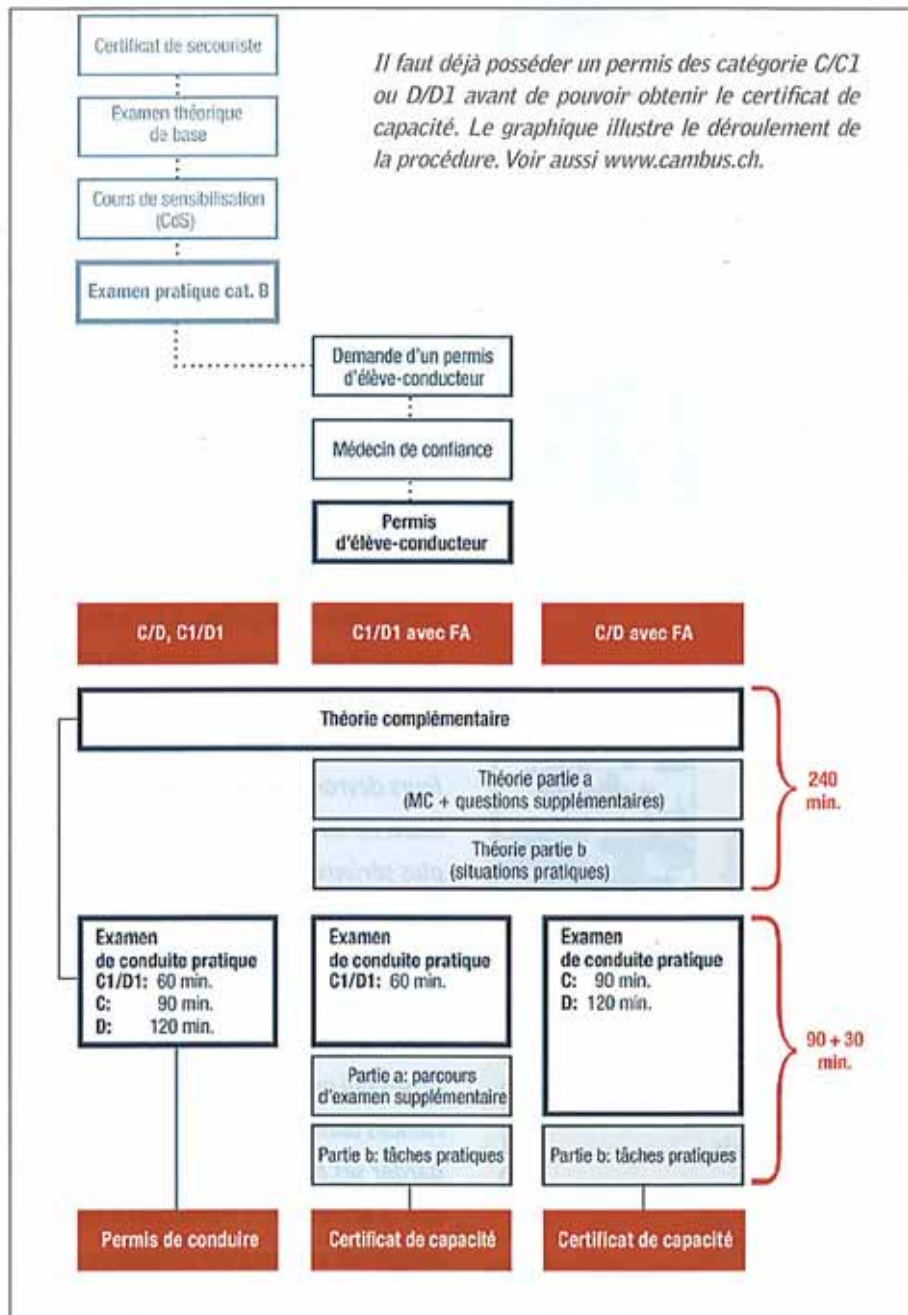 Certificat de secouriste
Il faut déjà posséder un permis des catégorie C/C1
ou D/D1 avant de pouvoir obtenir le certificat de
capacité. Le graphique illustre le déroulement de
la procédure. Voir aussi www.cambus.ch.
Examen théorique
de base
Cours de sensibilisation
(CdS)
Examen pratique cat. B
Demande d'un permis
d'élève-conducteur
Médecin de confiance
Permis
d'élève-conducteur
C/D, C1/D1
C1/D1 avec FA
C/D avec FA
Théorie complémentaire
Théorie partie a
(MC + questions supplémentaires)
Théorie partie b
(situations pratiques)
240
min.
Examen
de conduite pratique
C1/D1: 60 min.
C: 90 min.
D: 120 min.
Examen
de conduite pratique
C1/D1: 60 min.
Examen
de conduite pratique
C: 90 min.
D: 120 min.
Partie a: parcours
d'examen supplémentaire
Partie b: tâches pratiques
Partie b: tâches pratiques
90 + 30
min.
Permis de conduire
Certificat de capacité
Certificat de capacité